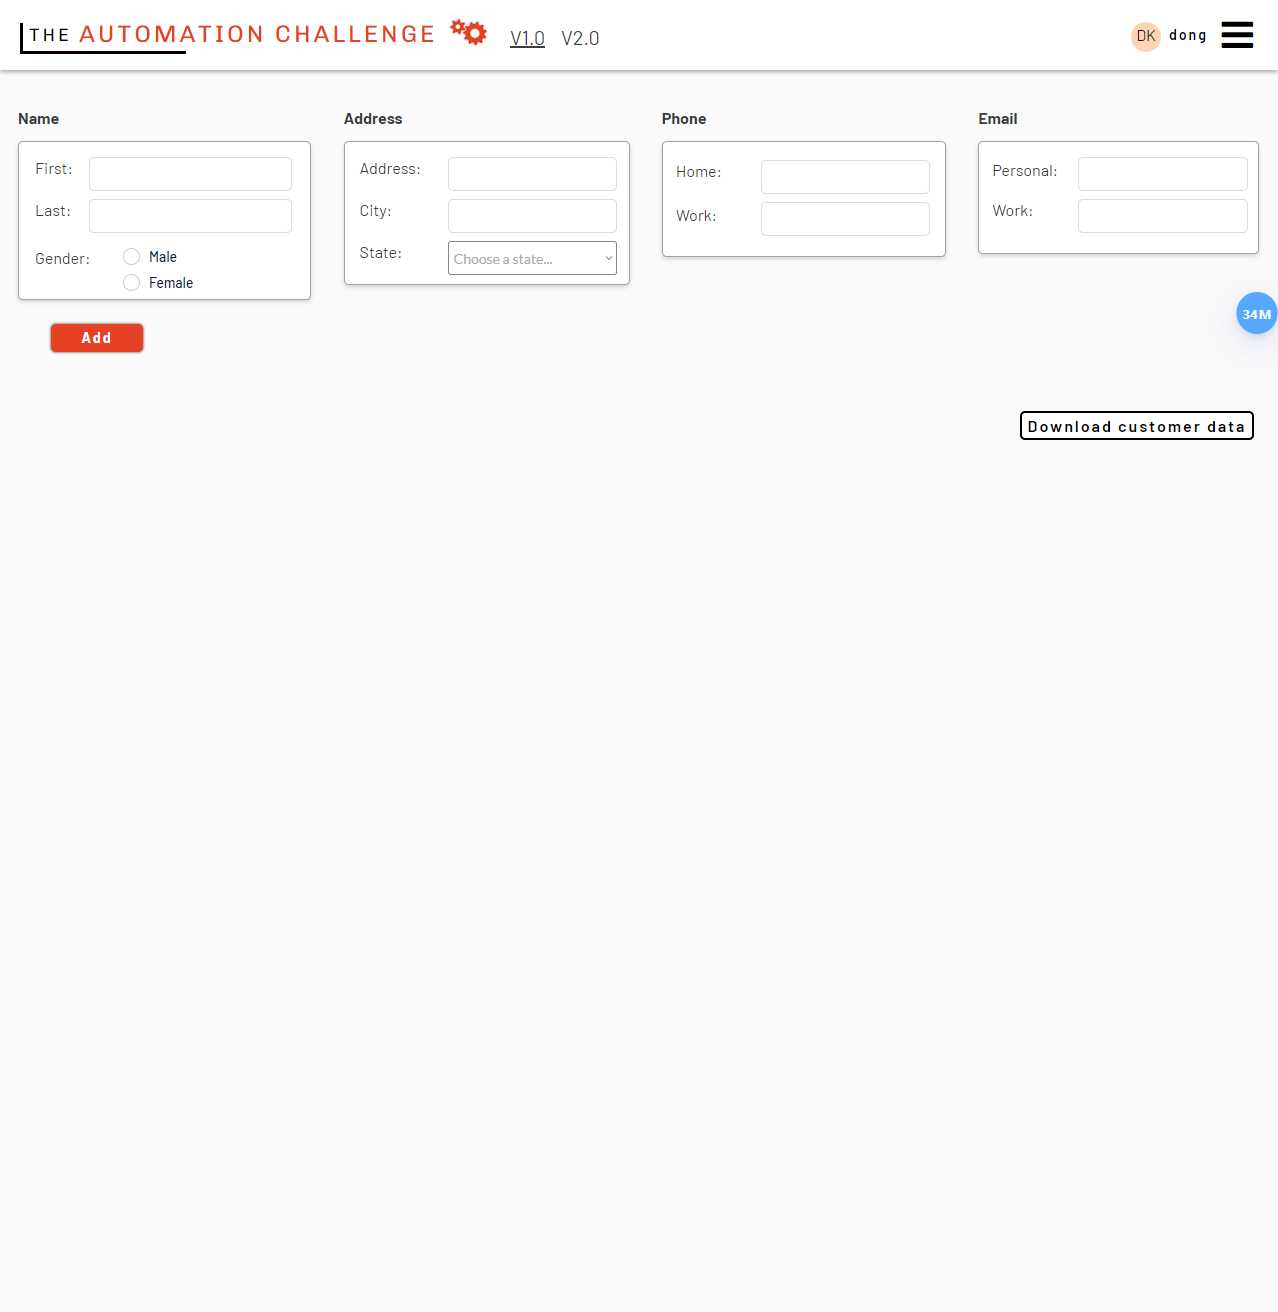 THE AUTOMATION CHALLENGE V1.0 V2.0 DK dong
Name Address Phone Email
First: Address: Home: Personal:
Last: City: Work: Work:
Gender: Male State: Choose a state...
Female
34M
Add
Download customer data